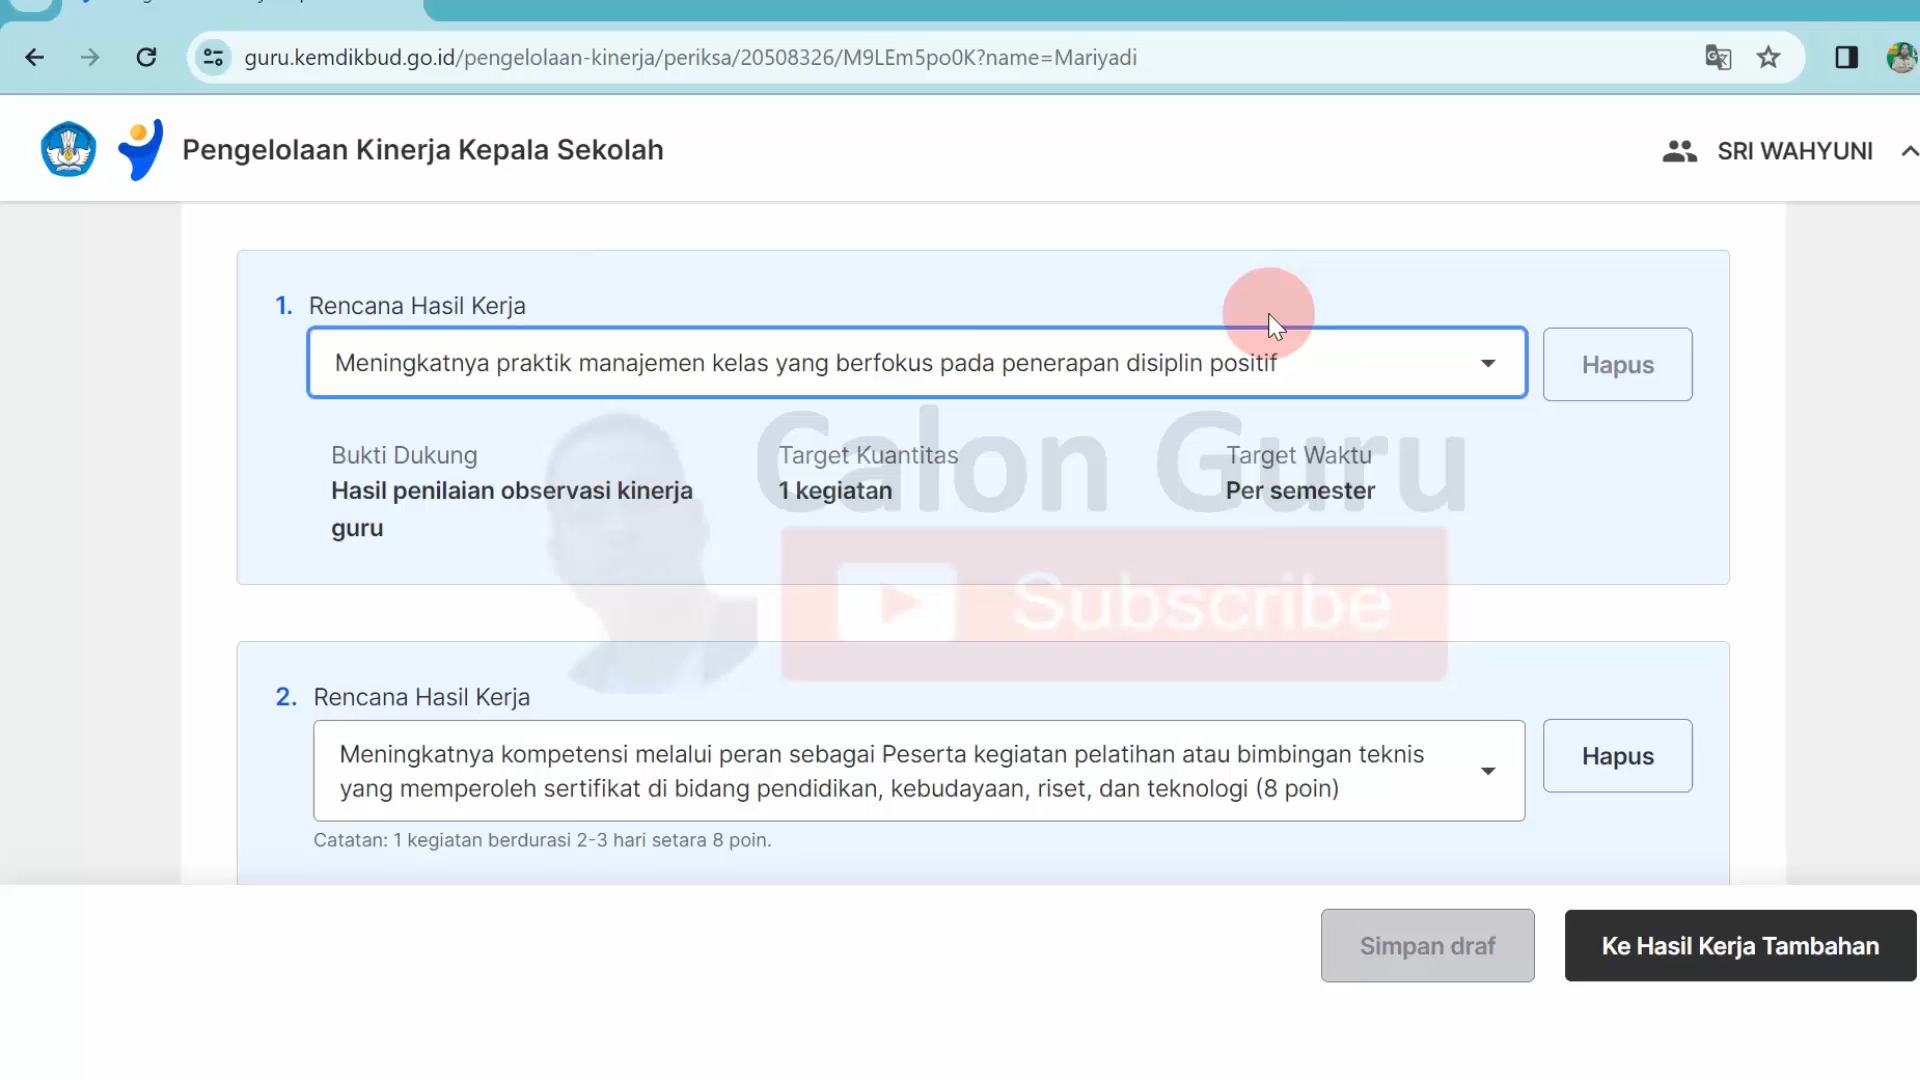 guru.kemdikbud.go.id/pengelolaan-kinerja/periksa/20508326/M9LEm5po0K?name=Mariyadi
Pengelolaan Kinerja Kepala Sekolah
SRI WAHYUNI
1. Rencana Hasil Kerja
Meningkatnya praktik manajemen kelas yang berfokus pada penerapan disiplin positif
Hapus
Calon Guru
Bukti Dukung
Target Kuantitas
Target Waktu
Hasil penilaian observasi kinerja
guru
1 kegiatan
Per semester
Subscribe
2. Rencana Hasil Kerja
Meningkatnya kompetensi melalui peran sebagai Peserta kegiatan pelatihan atau bimbingan teknis
yang memperoleh sertifikat di bidang pendidikan, kebudayaan, riset, dan teknologi (8 poin)
Hapus
Catatan: 1 kegiatan berdurasi 2-3 hari setara 8 poin.
Simpan draf
Ke Hasil Kerja Tambahan